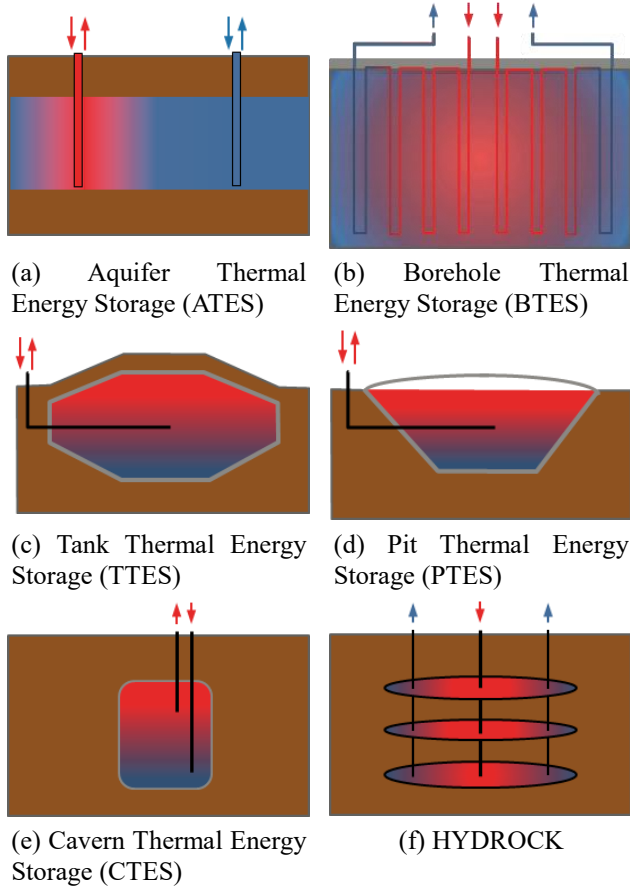 (a) Aquifer Thermal
Energy Storage (ATES)
(b) Borehole Thermal
Energy Storage (BTES)
(c) Tank Thermal Energy
Storage (TTES)
(d) Pit Thermal Energy
Storage (PTES)
(e) Cavern Thermal Energy
Storage (CTES)
(f) HYDROCK